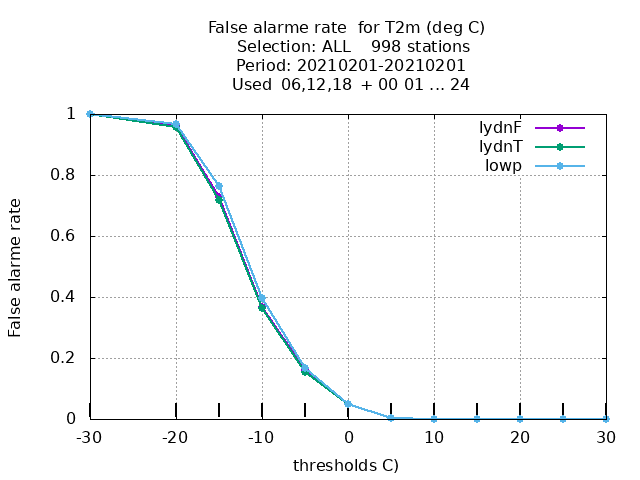 False alarme rate  for T2m (deg C)
Selection: ALL    998 stations
Period: 20210201-20210201
Used  06,12,18  + 00 01 ... 24
lydnF
lydnT
lowp
1
0.8
0.6
0.4
0.2
0
False alarme rate
-30
-20
-10
0
10
20
30
thresholds C)